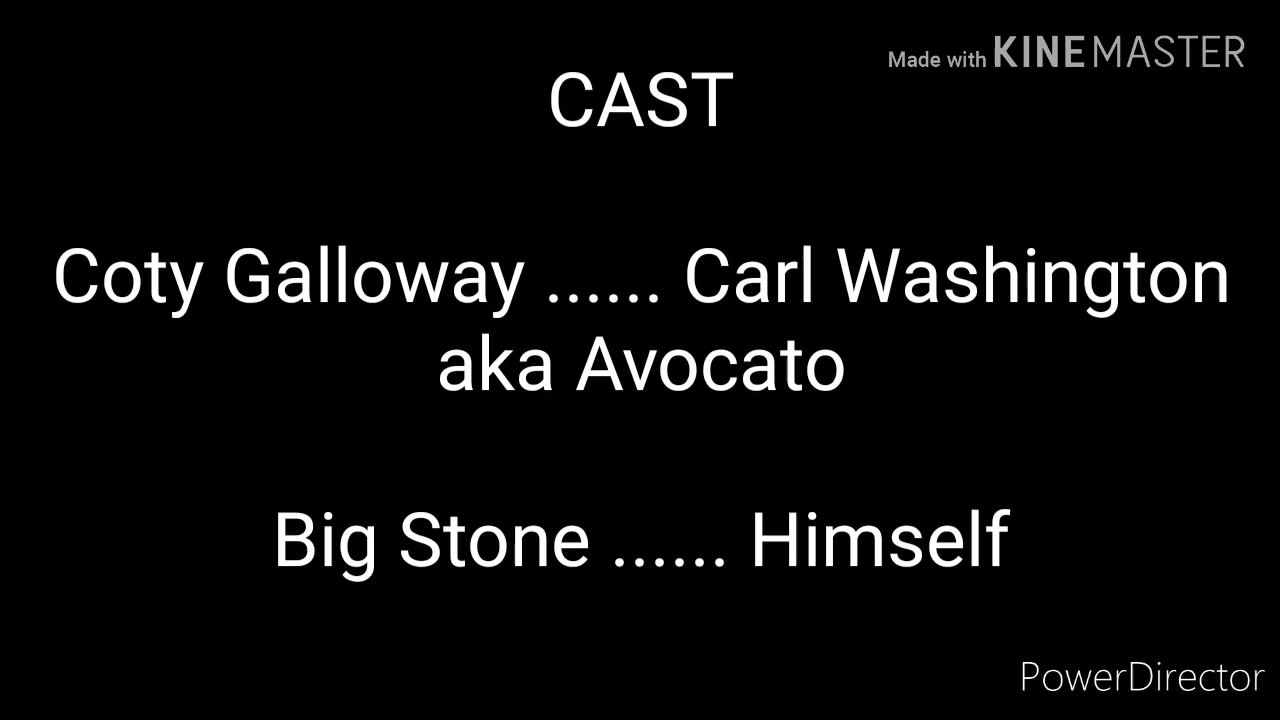 Made with KINEMASTER
CAST
Coty Galloway ...... Carl Washington
aka Avocato
Big Stone ...... Himself
PowerDirector